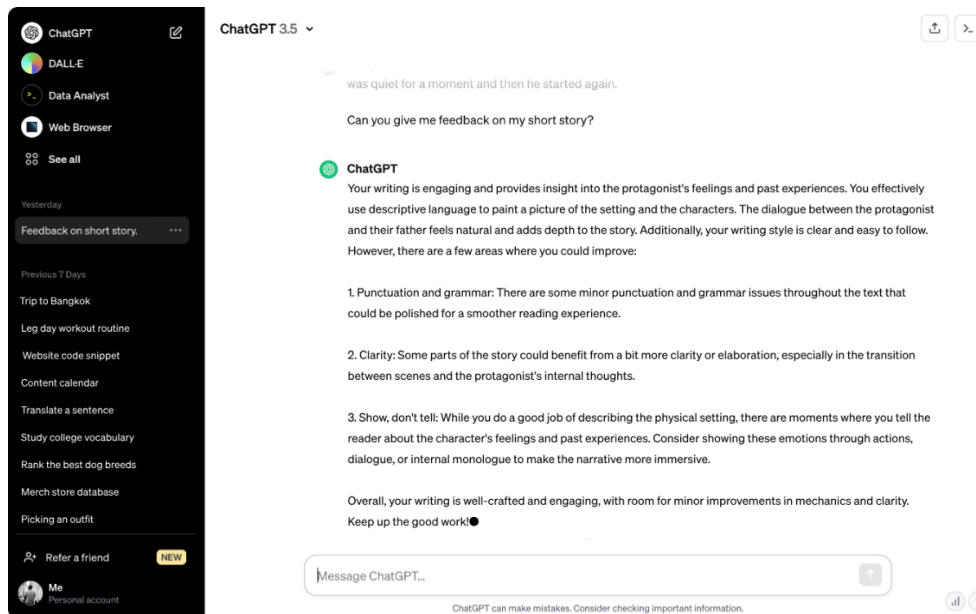 ChatGPT
DALL·E
Data Analyst
Web Browser
See all
Yesterday
Feedback on short story.
Previous 7 Days
Trip to Bangkok
Leg day workout routine
Website code snippet
Content calendar
Translate a sentence
Study college vocabulary
Rank the best dog breeds
Merch store database
Picking an outfit
Refer a friend NEW
Me
Personal account
ChatGPT 3.5
was quiet for a moment and then he started again.
Can you give me feedback on my short story?
ChatGPT
Your writing is engaging and provides insight into the protagonist's feelings and past experiences. You effectively
use descriptive language to paint a picture of the setting and the characters. The dialogue between the protagonist
and their father feels natural and adds depth to the story. Additionally, your writing style is clear and easy to follow.
However, there are a few areas where you could improve:
1. Punctuation and grammar: There are some minor punctuation and grammar issues throughout the text that
could be polished for a smoother reading experience.
2. Clarity: Some parts of the story could benefit from a bit more clarity or elaboration, especially in the transition
between scenes and the protagonist's internal thoughts.
3. Show, don't tell: While you do a good job of describing the physical setting, there are moments where you tell the
reader about the character's feelings and past experiences. Consider showing these emotions through actions,
dialogue, or internal monologue to make the narrative more immersive.
Overall, your writing is well-crafted and engaging, with room for minor improvements in mechanics and clarity.
Keep up the good work!
Message ChatGPT...
ChatGPT can make mistakes. Consider checking important information.